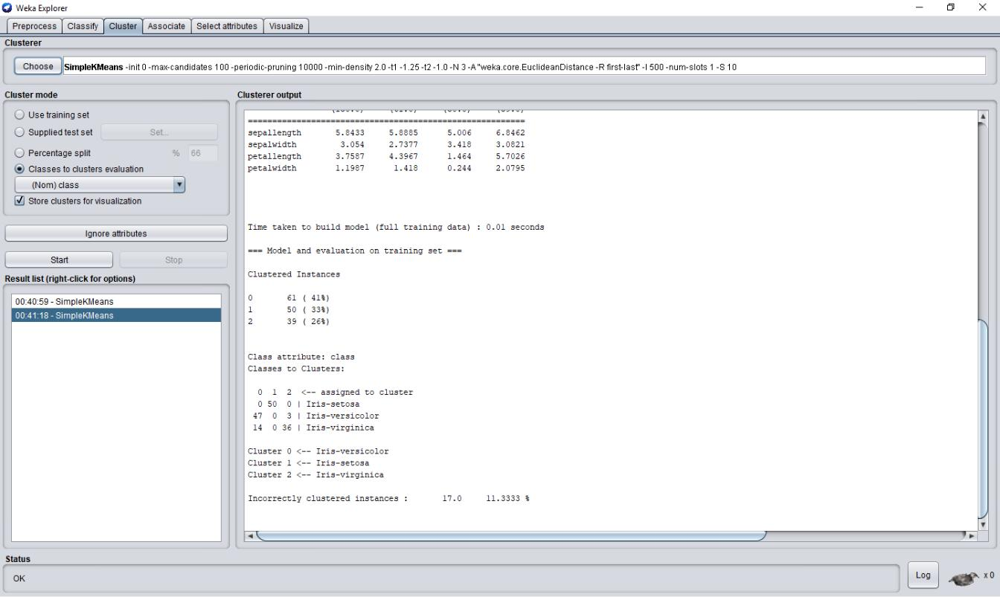 Weka Explorer
Preprocess Classify Cluster Associate Select attributes Visualize
Clusterer
Choose SimpleKMeans -init 0 -max-candidates 100 -periodic-pruning 10000 -min-density 2.0 -t1 -1.25 -t2 -1.0 -N 3 -A "weka.core.EuclideanDistance -R first-last" -I 500 -num-slots 1 -S 10
Cluster mode
Use training set
Supplied test set Set...
Percentage split % 66
Classes to clusters evaluation
(Nom) class
Store clusters for visualization
Ignore attributes
Start Stop
Result list (right-click for options)
00:40:59 - SimpleKMeans
00:41:18 - SimpleKMeans
Clusterer output
=========================================================
sepallength 5.8433 5.8885 5.006 6.8462
sepalwidth 3.054 2.7377 3.418 3.0821
petallength 3.7587 4.3967 1.464 5.7026
petalwidth 1.1987 1.418 0.244 2.0795
Time taken to build model (full training data) : 0.01 seconds
=== Model and evaluation on training set ===
Clustered Instances
0 61 ( 41%)
1 50 ( 33%)
2 39 ( 26%)
Class attribute: class
Classes to Clusters:
0 1 2 <-- assigned to cluster
0 50 0 | Iris-setosa
47 0 3 | Iris-versicolor
14 0 36 | Iris-virginica
Cluster 0 <-- Iris-versicolor
Cluster 1 <-- Iris-setosa
Cluster 2 <-- Iris-virginica
Incorrectly clustered instances : 17.0 11.3333 %
Status
OK
Log x 0